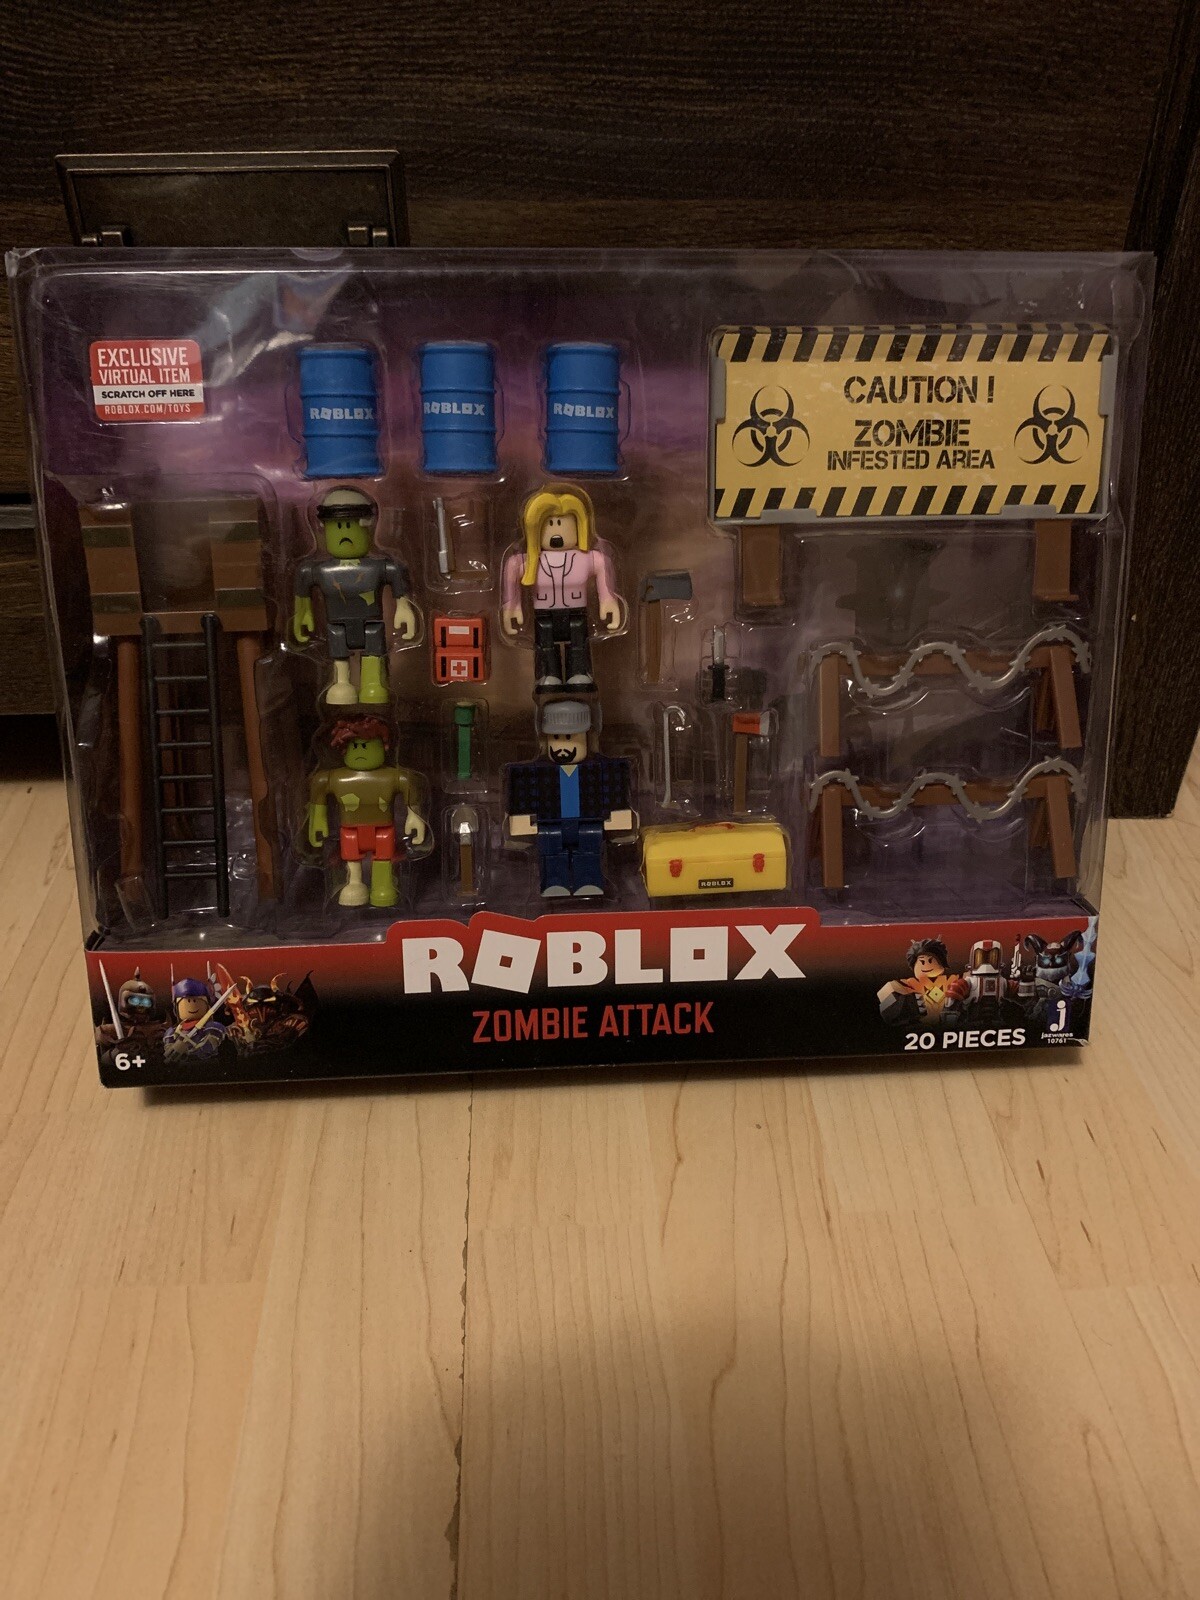 EXCLUSIVE
VIRTUAL ITEM
SCRATCH OFF HERE
ROBLOX.COM/TOYS
ROBLOX
ROBLOX
ROBLOX
CAUTION !
ZOMBIE
INFESTED AREA
ROBLOX
ROBLOX
ZOMBIE ATTACK
6+
20 PIECES
j
jazwares
10761